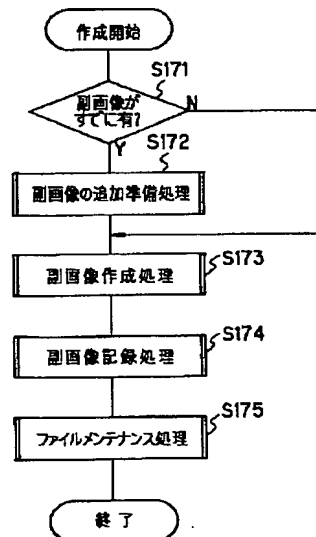 作成開始
S171
副画像が
すでに有?
N
Y
S172
副画像の追加準備処理
副画像作成処理
S173
副画像記録処理
S174
ファイルメンテナンス処理
S175
終了